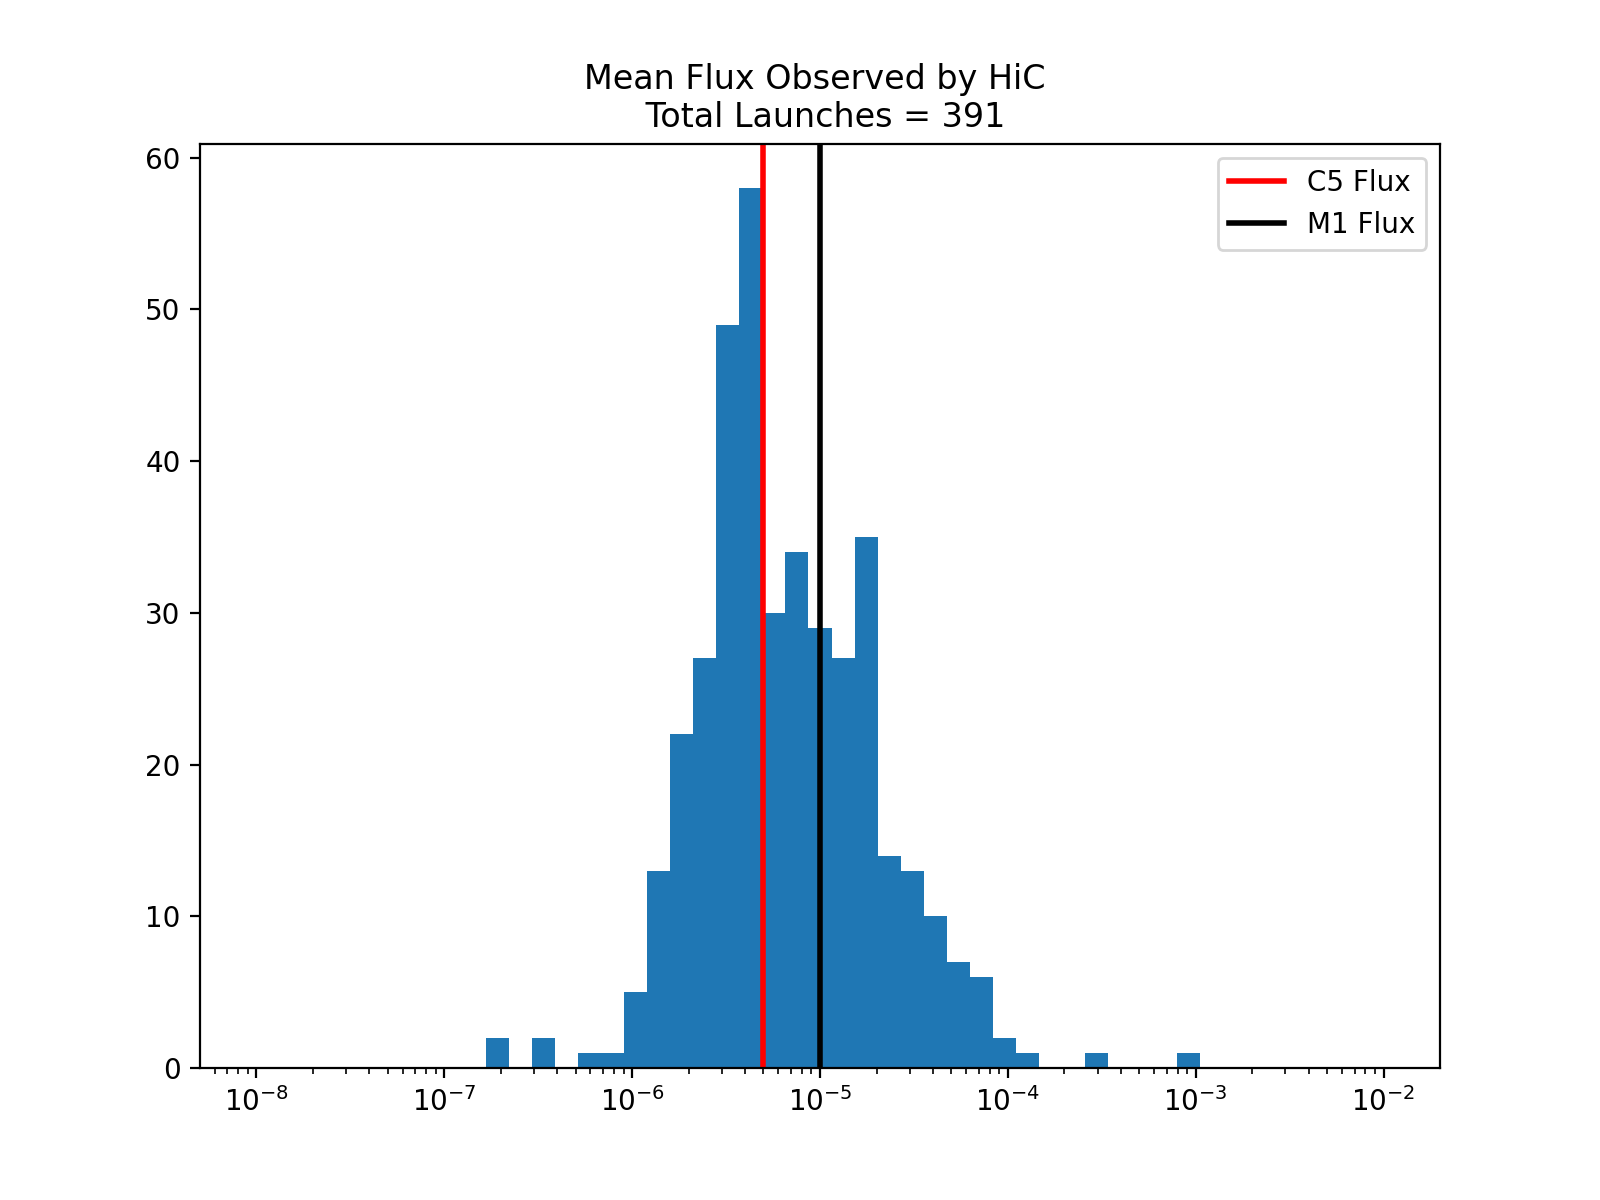 Mean Flux Observed by HiC
Total Launches = 391
C5 Flux
M1 Flux
60
50
40
30
20
10
0
10⁻⁸ 10⁻⁷ 10⁻⁶ 10⁻⁵ 10⁻⁴ 10⁻³ 10⁻²